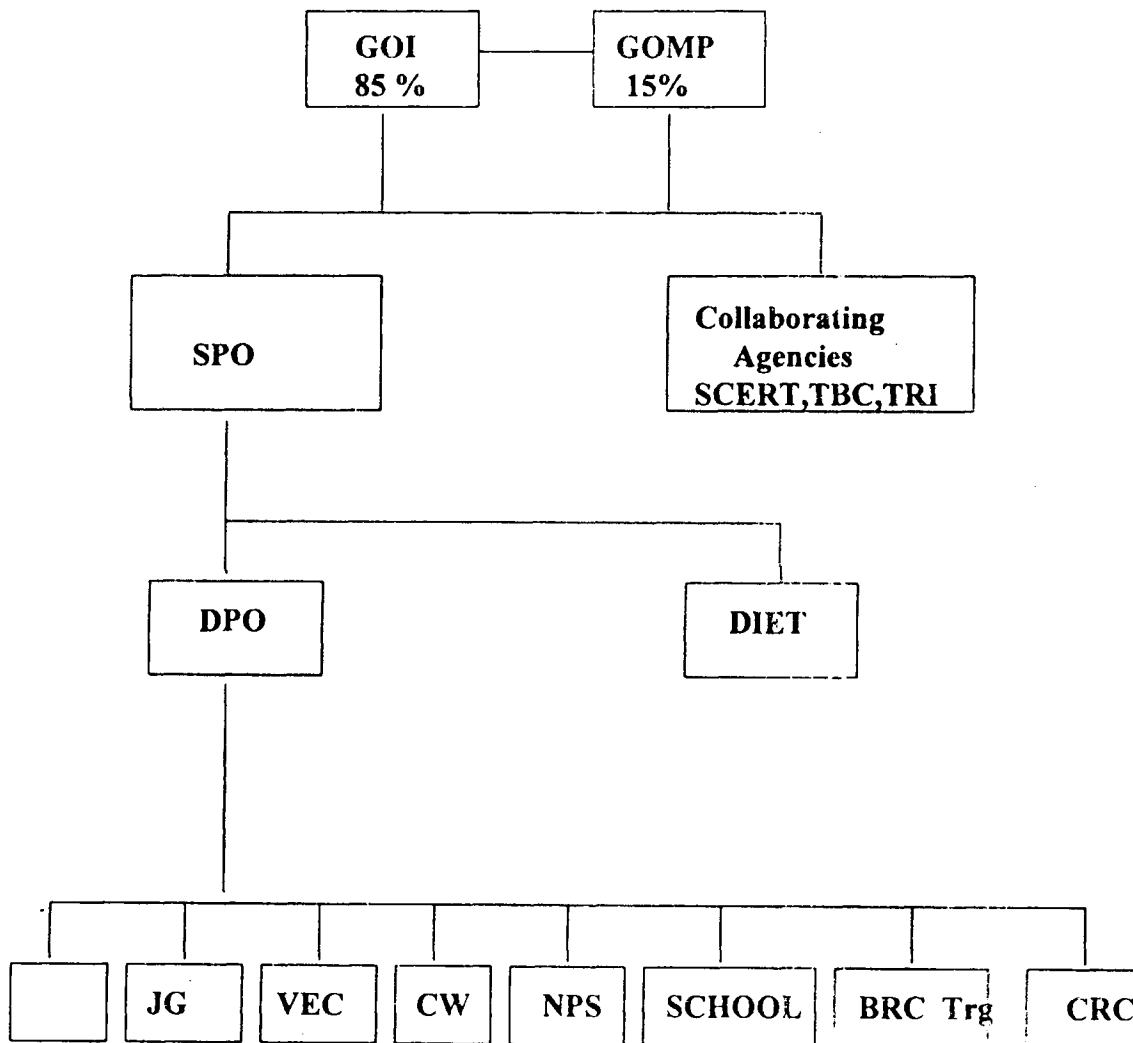 GOI
85 %
GOMP
15%
SPO
Collaborating
Agencies
SCERT,TBC,TRI
DPO
DIET
JG
VEC
CW
NPS
SCHOOL
BRC Trg
CRC